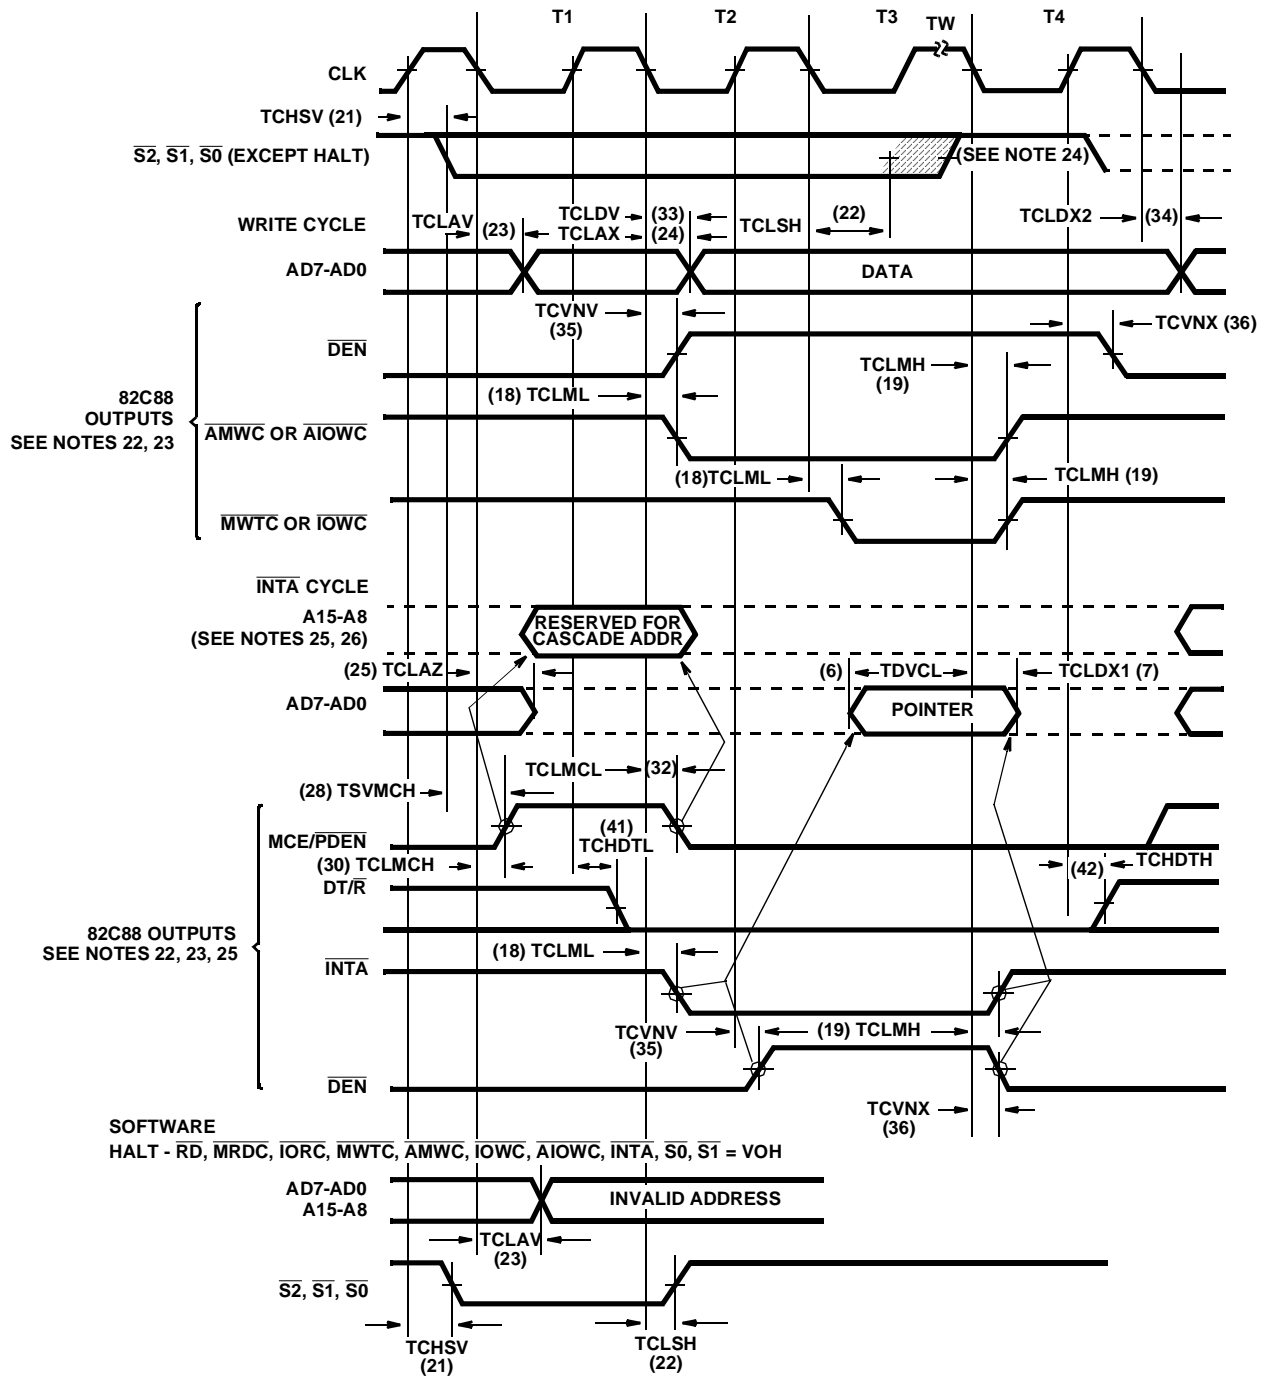 T1 T2 T3 TW T4
CLK
TCHSV (21)
S2, S1, S0 (EXCEPT HALT)
(SEE NOTE 24)
WRITE CYCLE
TCLAV
(23)
TCLDV (33)
TCLAX (24)
TCLSH
(22)
TCLDX2
(34)
AD7-AD0
DATA
TCVNV
(35)
TCVNX (36)
DEN
TCLMH
(19)
82C88
OUTPUTS
SEE NOTES 22, 23
(18) TCLML
AMWC OR AIOWC
(18)TCLML
TCLMH (19)
MWTC OR IOWC
INTA CYCLE
A15-A8
(SEE NOTES 25, 26)
RESERVED FOR
CASCADE ADDR
(25) TCLAZ
(6) TDVCL
TCLDX1 (7)
AD7-AD0
POINTER
TCLMCL
(32)
(28) TSVMCH
MCE/PDEN
(41)
TCHDTL
(30) TCLMCH
TCHDTH
(42)
DT/R
82C88 OUTPUTS
SEE NOTES 22, 23, 25
(18) TCLML
INTA
TCVNV
(35)
(19) TCLMH
DEN
TCVNX
(36)
SOFTWARE
HALT - RD, MRDC, IORC, MWTC, AMWC, IOWC, AIOWC, INTA, S0, S1 = VOH
AD7-AD0
A15-A8
INVALID ADDRESS
TCLAV
(23)
S2, S1, S0
TCHSV
(21)
TCLSH
(22)